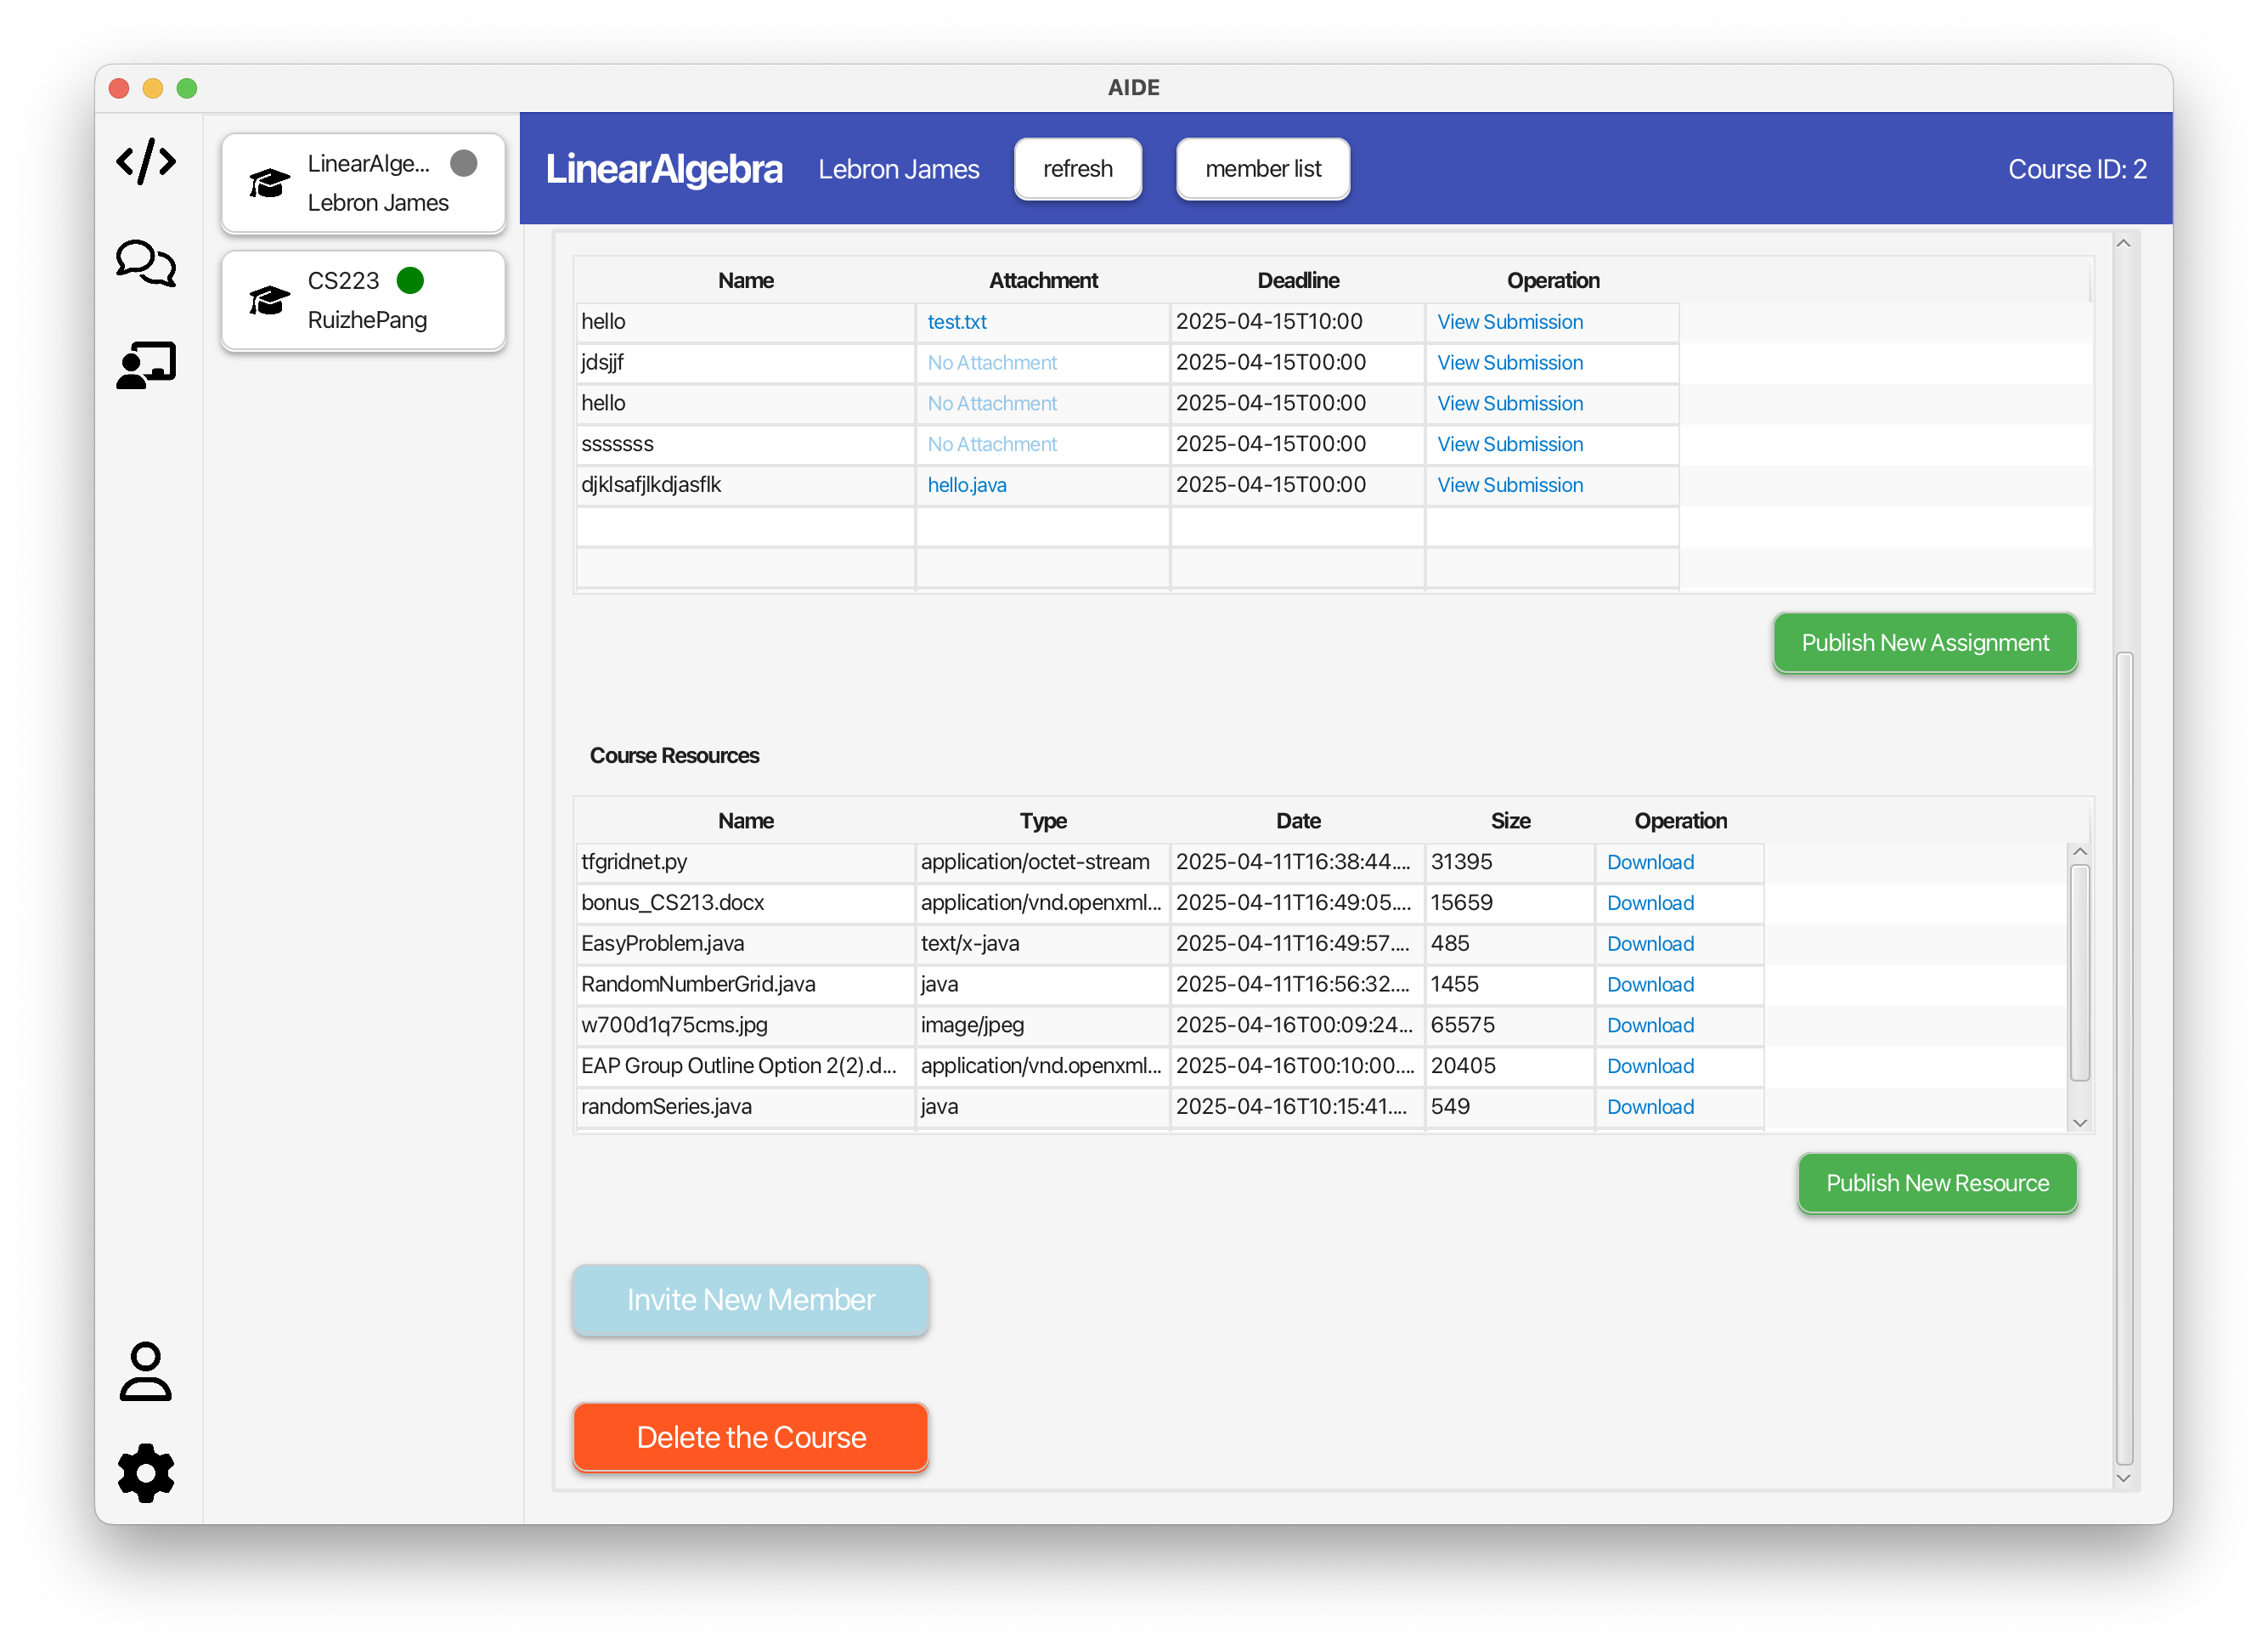 AIDE
LinearAlge...
Lebron James
CS223
RuizhePang
LinearAlgebra Lebron James refresh member list Course ID: 2
Name Attachment Deadline Operation
hello test.txt 2025-04-15T10:00 View Submission
jdsjjf No Attachment 2025-04-15T00:00 View Submission
hello No Attachment 2025-04-15T00:00 View Submission
sssssss No Attachment 2025-04-15T00:00 View Submission
djklsafjlkdjasflk hello.java 2025-04-15T00:00 View Submission
Publish New Assignment
Course Resources
Name Type Date Size Operation
tfgridnet.py application/octet-stream 2025-04-11T16:38:44.... 31395 Download
bonus_CS213.docx application/vnd.openxml... 2025-04-11T16:49:05.... 15659 Download
EasyProblem.java text/x-java 2025-04-11T16:49:57.... 485 Download
RandomNumberGrid.java java 2025-04-11T16:56:32.... 1455 Download
w700d1q75cms.jpg image/jpeg 2025-04-16T00:09:24... 65575 Download
EAP Group Outline Option 2(2).d... application/vnd.openxml... 2025-04-16T00:10:00.... 20405 Download
randomSeries.java java 2025-04-16T10:15:41.... 549 Download
Publish New Resource
Invite New Member
Delete the Course